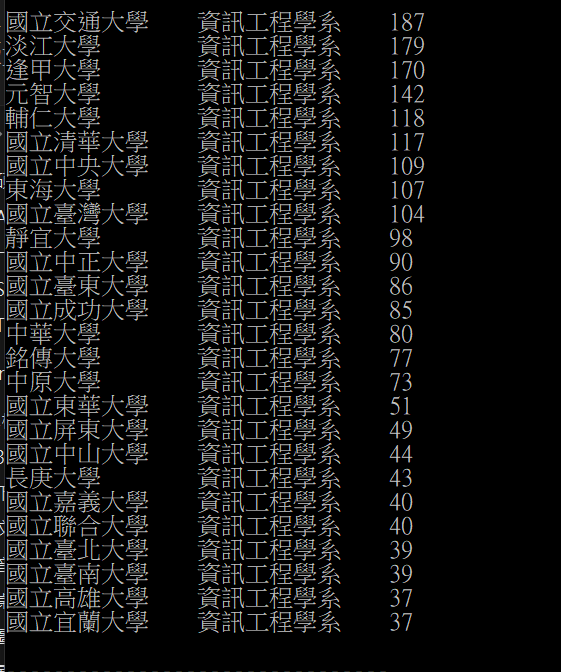 國立交通大學 資訊工程學系 187
淡江大學 資訊工程學系 179
逢甲大學 資訊工程學系 170
元智大學 資訊工程學系 142
輔仁大學 資訊工程學系 118
國立清華大學 資訊工程學系 117
國立中央大學 資訊工程學系 109
東海大學 資訊工程學系 107
國立臺灣大學 資訊工程學系 104
靜宜大學 資訊工程學系 98
國立中正大學 資訊工程學系 90
國立臺東大學 資訊工程學系 86
國立成功大學 資訊工程學系 85
中華大學 資訊工程學系 80
銘傳大學 資訊工程學系 77
中原大學 資訊工程學系 73
國立東華大學 資訊工程學系 51
國立屏東大學 資訊工程學系 49
國立中山大學 資訊工程學系 44
長庚大學 資訊工程學系 43
國立嘉義大學 資訊工程學系 40
國立聯合大學 資訊工程學系 40
國立臺北大學 資訊工程學系 39
國立臺南大學 資訊工程學系 39
國立高雄大學 資訊工程學系 37
國立宜蘭大學 資訊工程學系 37